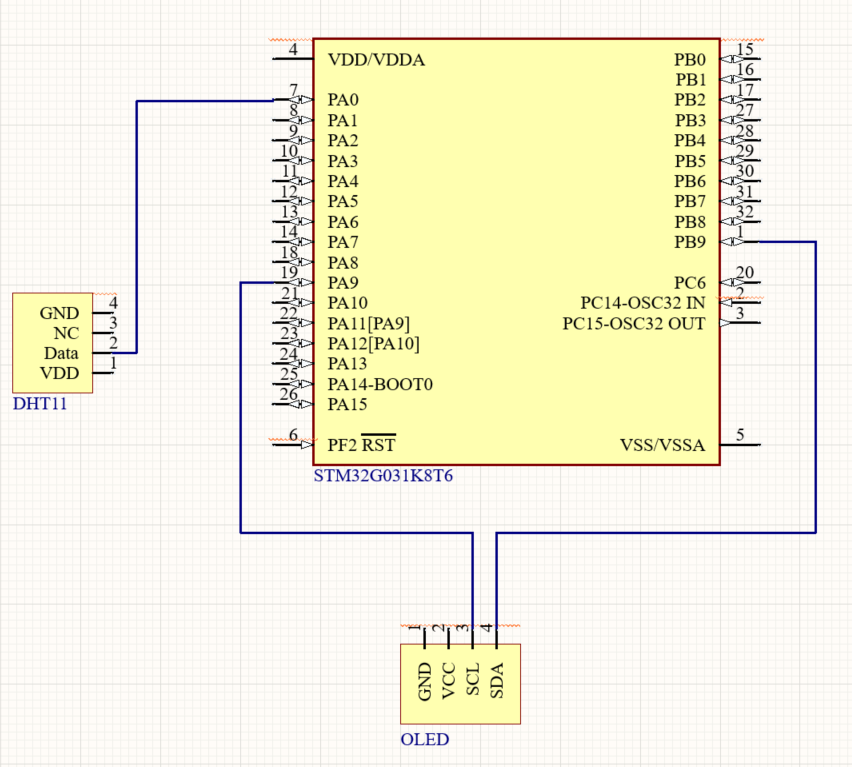 4 VDD/VDDA PB0 15
PB1 16
7 PA0 PB2 17
8 PA1 PB3 27
9 PA2 PB4 28
10 PA3 PB5 29
11 PA4 PB6 30
12 PA5 PB7 31
13 PA6 PB8 32
14 PA7 PB9 1
18 PA8
19 PA9 PC6 20
21 PA10 PC14-OSC32 IN 2
22 PA11[PA9] PC15-OSC32 OUT 3
23 PA12[PA10]
24 PA13
25 PA14-BOOT0
26 PA15
6 PF2 RST VSS/VSSA 5
STM32G031K8T6
GND 4
NC 3
Data 2
VDD 1
DHT11
1 2 3 4
GND VCC SCL SDA
OLED